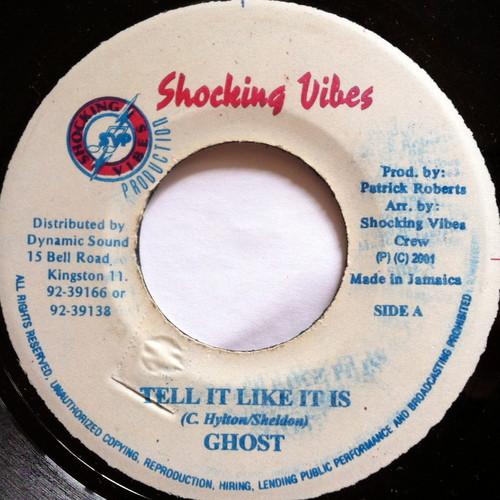 Shocking Vibes
SHOCKING VIBES
PRODUCTION
Prod. by:
Patrick Roberts
Arr. by:
Shocking Vibes
Crew
(P) (C) 2001
Made in Jamaica
SIDE A
Distributed by
Dynamic Sound
15 Bell Road
Kingston 11.
92-39166 or
92-39138
TELL IT LIKE IT IS
(C. Hylton/Sheldon)
GHOST
ALL RIGHTS RESERVED, UNAUTHORIZED COPYING, REPRODUCTION, HIRING, LENDING PUBLIC PERFORMANCE AND BROADCASTING PROHIBITED